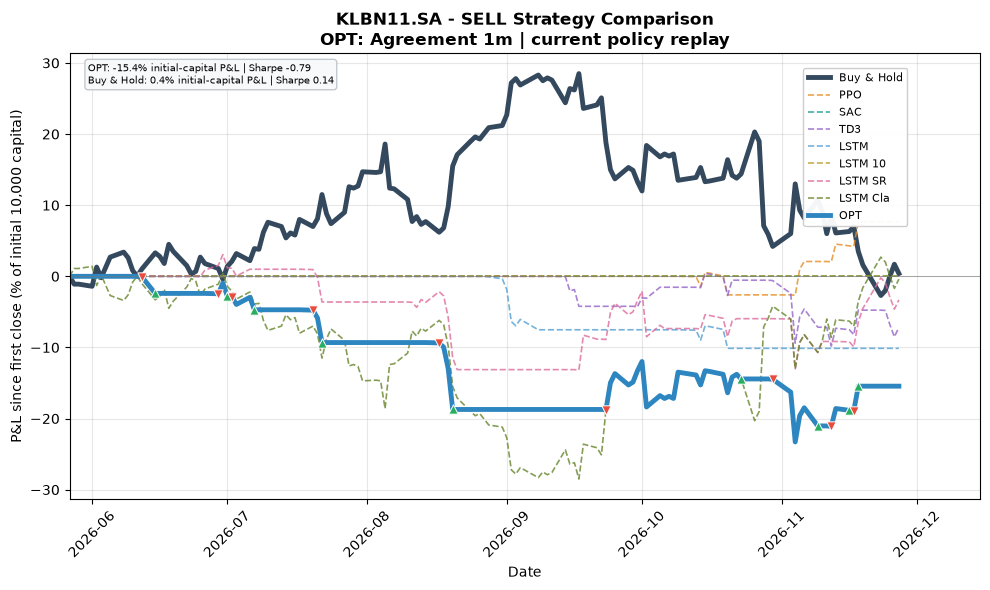 KLBN11.SA - SELL Strategy Comparison
OPT: Agreement 1m | current policy replay
OPT: -15.4% initial-capital P&L | Sharpe -0.79
Buy & Hold: 0.4% initial-capital P&L | Sharpe 0.14
Buy & Hold
PPO
SAC
TD3
LSTM
LSTM 10
LSTM SR
LSTM Cla
OPT
P&L since first close (% of initial 10,000 capital)
30
20
10
0
−10
−20
−30
2026-06
2026-07
2026-08
2026-09
2026-10
2026-11
2026-12
Date